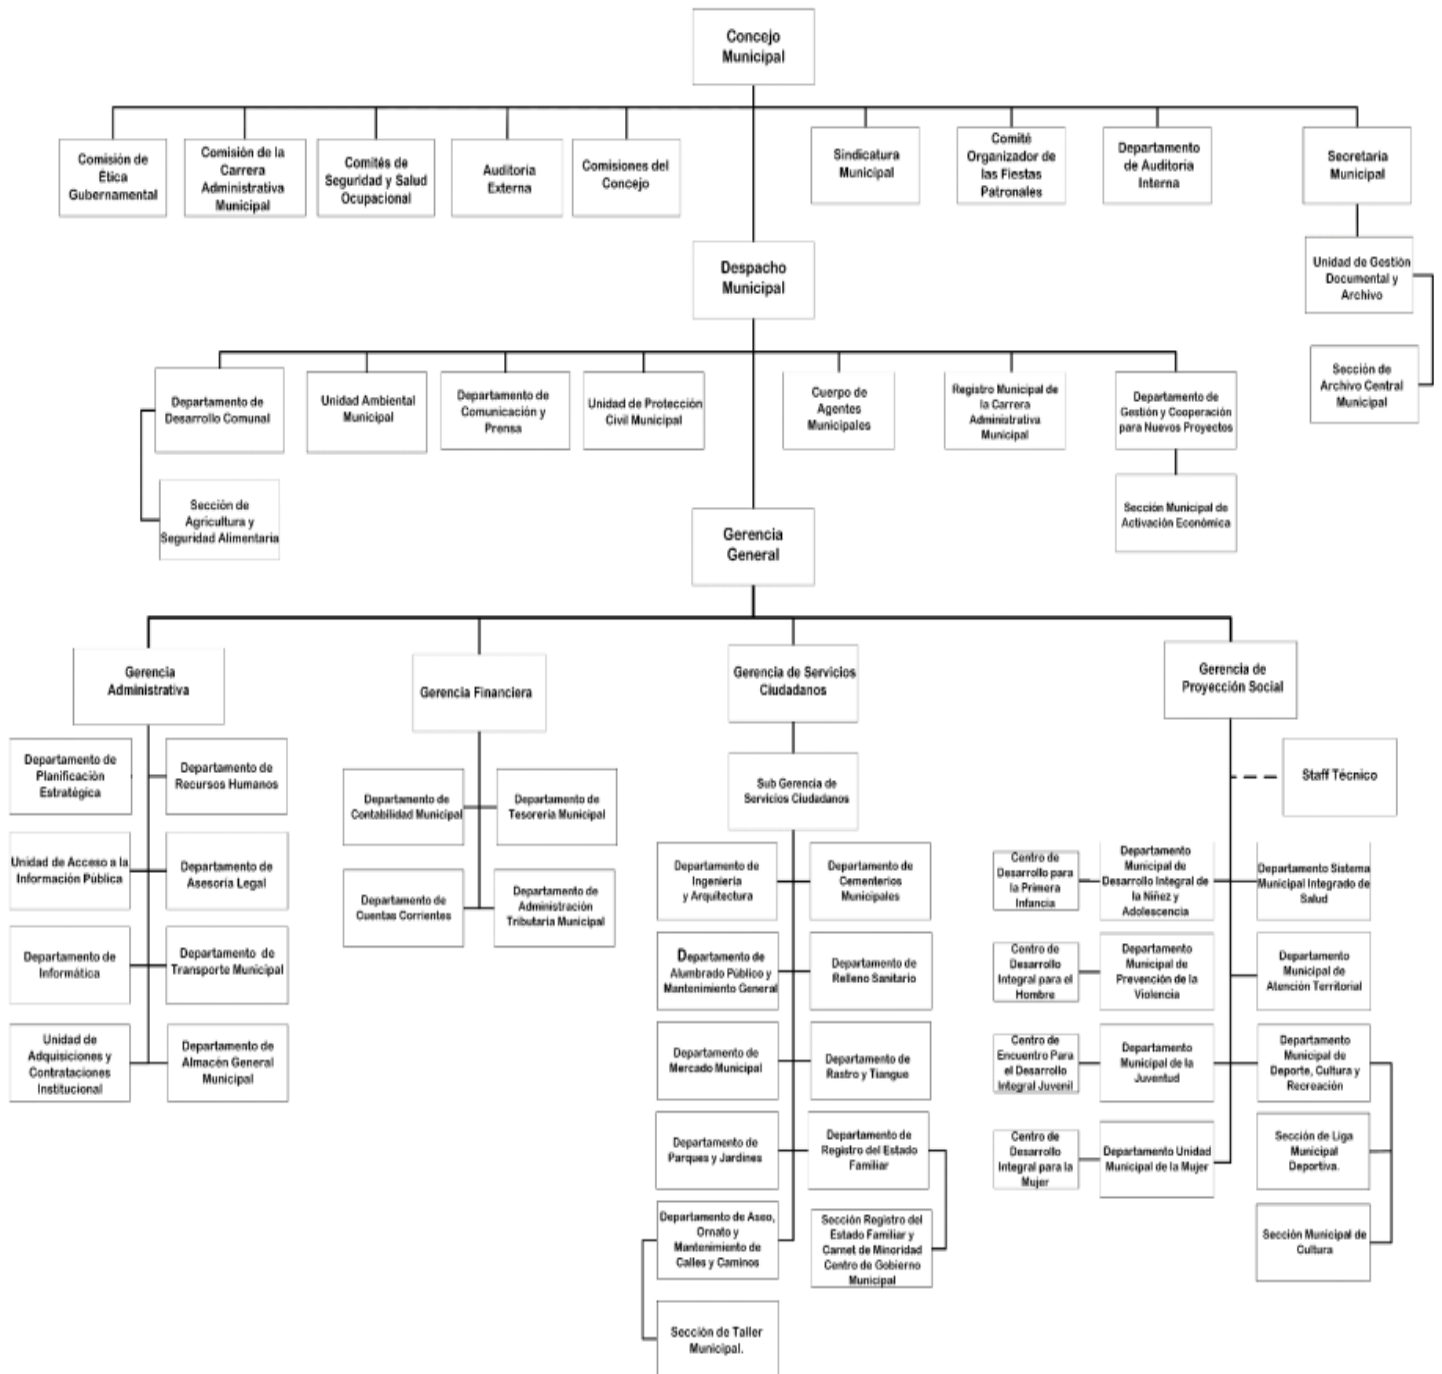 Concejo
Municipal
Comisión de
Ética
Gubernamental
Comisión de la
Carrera
Administrativa
Municipal
Comités de
Seguridad y Salud
Ocupacional
Auditoría
Externa
Comisiones del
Concejo
Sindicatura
Municipal
Comité
Organizador de
las Fiestas
Patronales
Departamento
de Auditoria
Interna
Secretaria
Municipal
Unidad de Gestión
Documental y
Archivo
Sección de
Archivo Central
Municipal
Despacho
Municipal
Departamento de
Desarrollo Comunal
Unidad Ambiental
Municipal
Departamento de
Comunicación y
Prensa
Unidad de Protección
Civil Municipal
Cuerpo de
Agentes
Municipales
Registro Municipal de
la Carrera
Administrativa
Municipal
Departamento de
Gestión y Cooperación
para Nuevos Proyectos
Sección de
Agricultura y
Seguridad Alimentaria
Sección Municipal de
Activación Económica
Gerencia
General
Gerencia
Administrativa
Gerencia Financiera
Gerencia de Servicios
Ciudadanos
Gerencia de
Proyección Social
Departamento de
Planificación
Estratégica
Departamento de
Recursos Humanos
Unidad de Acceso a la
Información Pública
Departamento de
Asesoría Legal
Departamento de
Informática
Departamento de
Transporte Municipal
Unidad de
Adquisiciones y
Contrataciones
Institucional
Departamento de
Almacén General
Municipal
Departamento de
Contabilidad Municipal
Departamento de
Tesorería Municipal
Departamento de
Cuentas Corrientes
Departamento de
Administración
Tributaria Municipal
Sub Gerencia de
Servicios Ciudadanos
Departamento de
Ingeniería
y Arquitectura
Departamento de
Cementerios
Municipales
Departamento de
Alumbrado Público y
Mantenimiento General
Departamento de
Relleno Sanitario
Departamento de
Mercado Municipal
Departamento de
Rastro y Tiangue
Departamento de
Parques y Jardines
Departamento de
Registro del Estado
Familiar
Departamento de Aseo,
Ornato y
Mantenimiento de
Calles y Caminos
Sección Registro del
Estado Familiar y
Carnet de Minoridad
Centro de Gobierno
Municipal
Sección de Taller
Municipal.
Staff Técnico
Centro de
Desarrollo para
la Primera
Infancia
Departamento
Municipal de
Desarrollo Integral de
la Niñez y
Adolescencia
Departamento Sistema
Municipal Integrado de
Salud
Centro de
Desarrollo
Integral para el
Hombre
Departamento
Municipal de
Prevención de la
Violencia
Departamento
Municipal de
Atención Territorial
Centro de
Encuentro Para
el Desarrollo
Integral Juvenil
Departamento
Municipal de la
Juventud
Departamento
Municipal de
Deporte, Cultura y
Recreación
Centro de
Desarrollo
Integral para la
Mujer
Departamento Unidad
Municipal de la Mujer
Sección de Liga
Municipal
Deportiva.
Sección Municipal de
Cultura